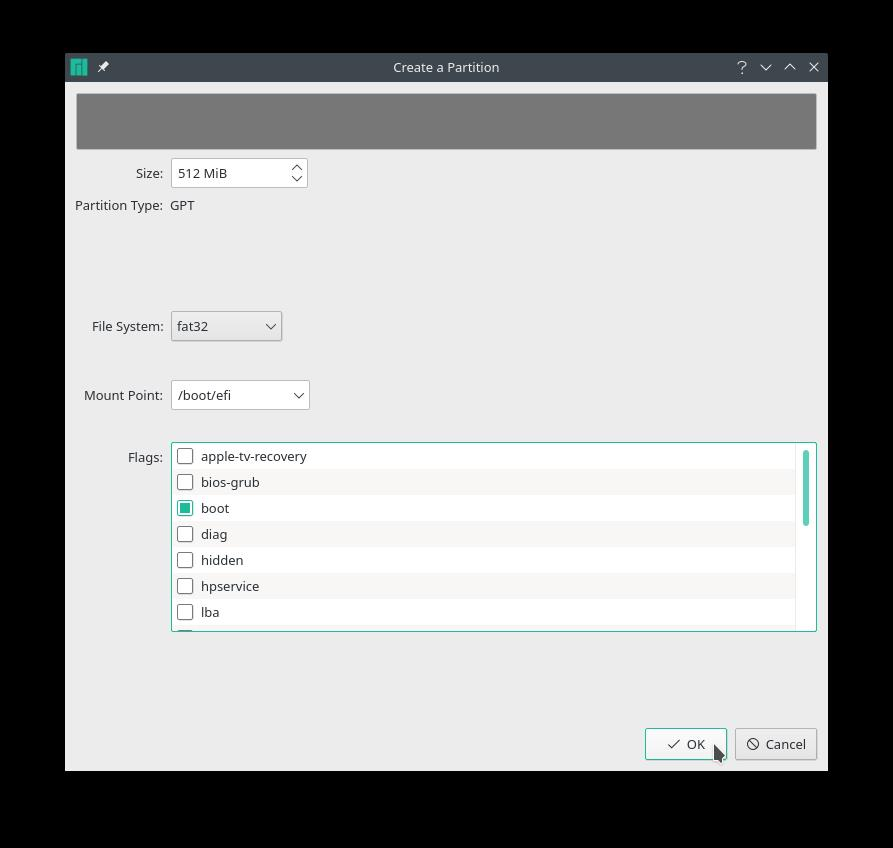 Create a Partition
Size: 512 MiB
Partition Type: GPT
File System: fat32
Mount Point: /boot/efi
Flags: apple-tv-recovery
bios-grub
boot
diag
hidden
hpservice
lba
OK Cancel